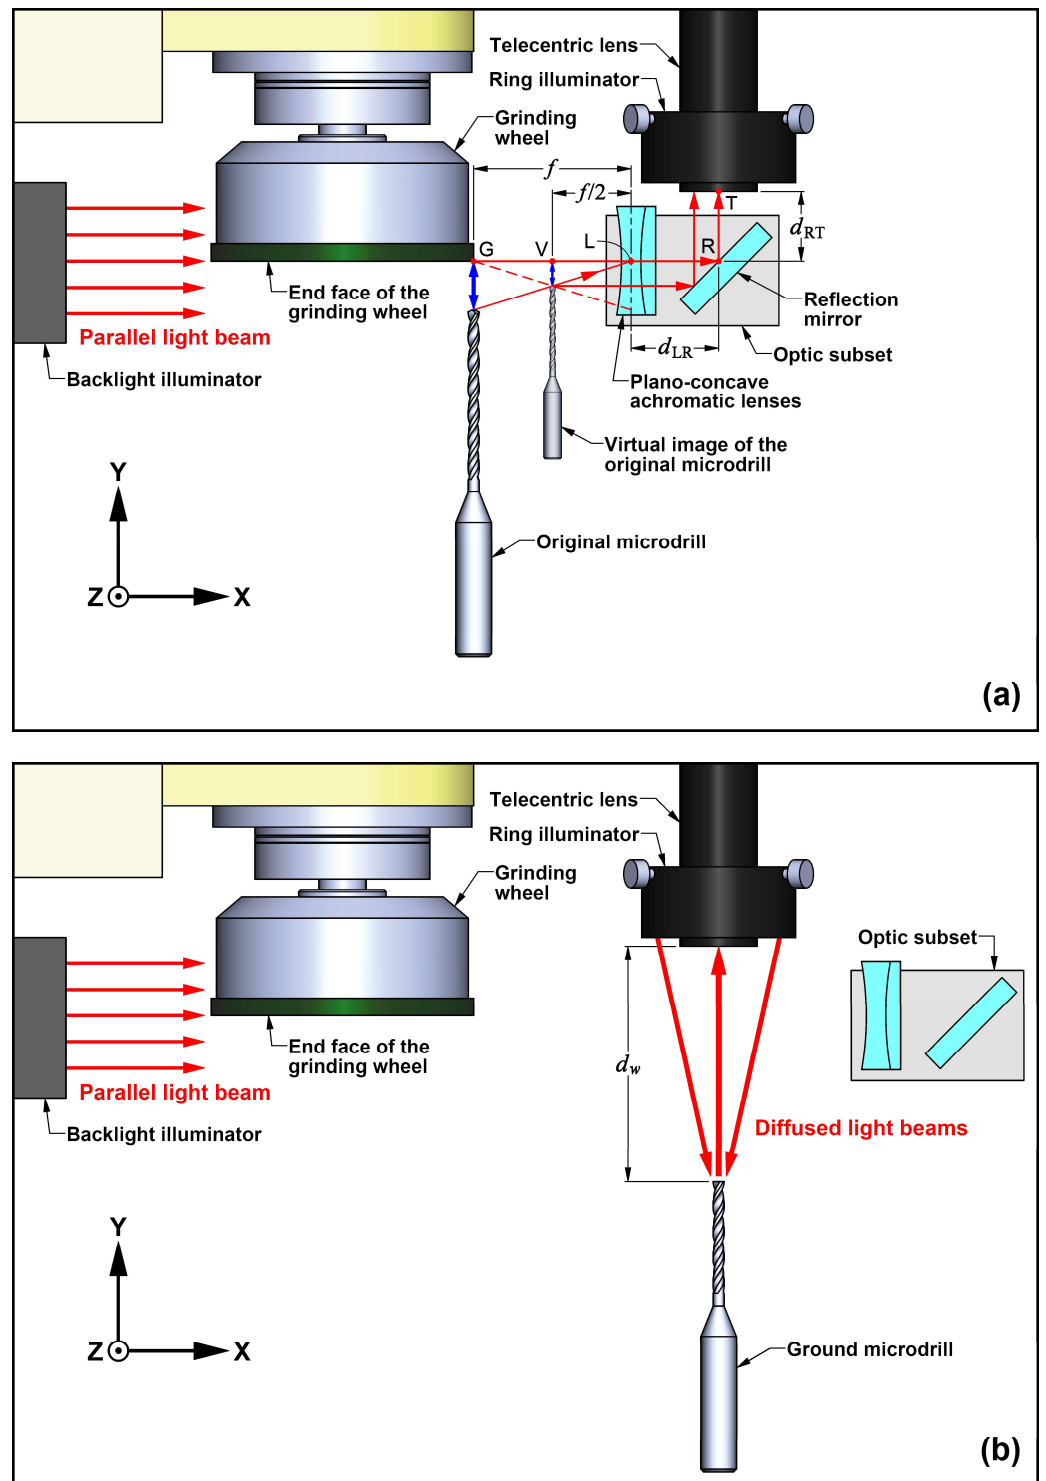 Telecentric lens
Ring illuminator
Grinding
wheel
f
f/2
T
d_RT
G
V
L
R
End face of the
grinding wheel
Reflection
mirror
Parallel light beam
d_LR
Optic subset
Backlight illuminator
Plano-concave
achromatic lenses
Virtual image of the
original microdrill
Y
Original microdrill
Z
X
(a)
Telecentric lens
Ring illuminator
Grinding
wheel
Optic subset
End face of the
grinding wheel
d_w
Parallel light beam
Diffused light beams
Backlight illuminator
Y
Z
X
Ground microdrill
(b)